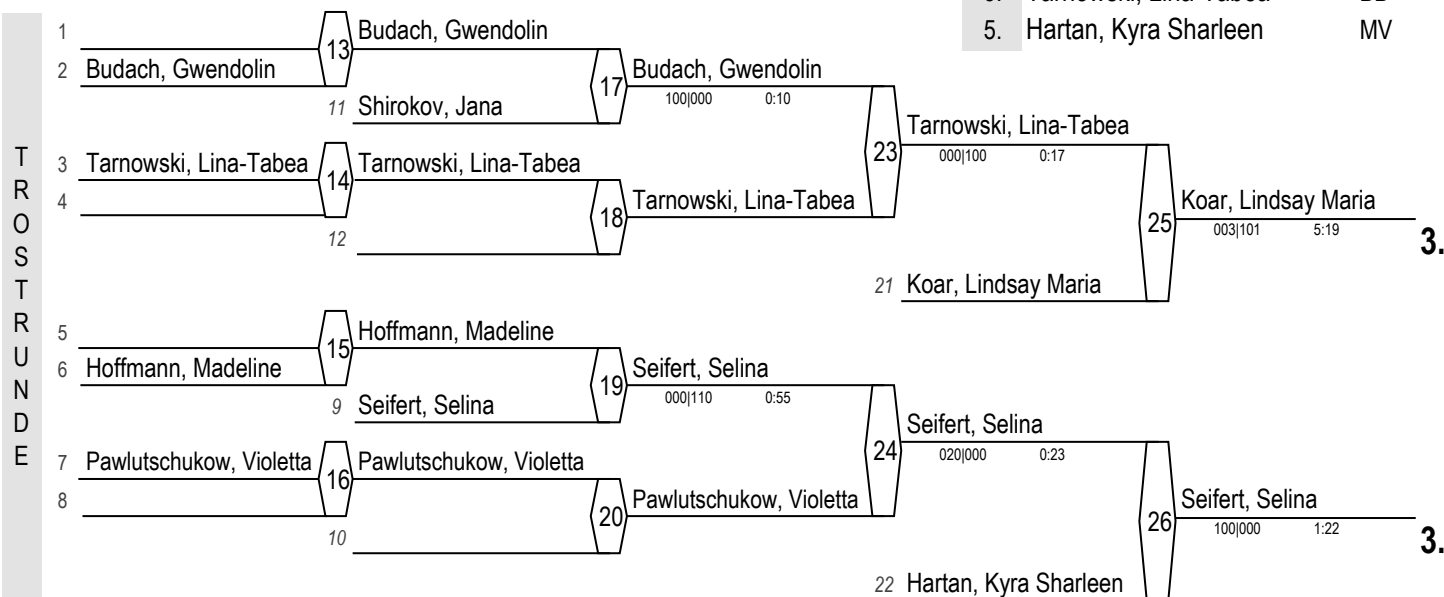 5. Hartan, Kyra Sharleen MV
TROSTRUNDE
1
13 Budach, Gwendolin
2 Budach, Gwendolin
17 Budach, Gwendolin
100|000 0:10
11 Shirokov, Jana
23 Tarnowski, Lina-Tabea
000|100 0:17
3 Tarnowski, Lina-Tabea
14 Tarnowski, Lina-Tabea
4
18 Tarnowski, Lina-Tabea
12
25 Koar, Lindsay Maria
003|101 5:19
3.
21 Koar, Lindsay Maria
5
15 Hoffmann, Madeline
6 Hoffmann, Madeline
19 Seifert, Selina
000|110 0:55
9 Seifert, Selina
24 Seifert, Selina
020|000 0:23
7 Pawlutschukow, Violetta
16 Pawlutschukow, Violetta
8
20 Pawlutschukow, Violetta
10
26 Seifert, Selina
100|000 1:22
3.
22 Hartan, Kyra Sharleen